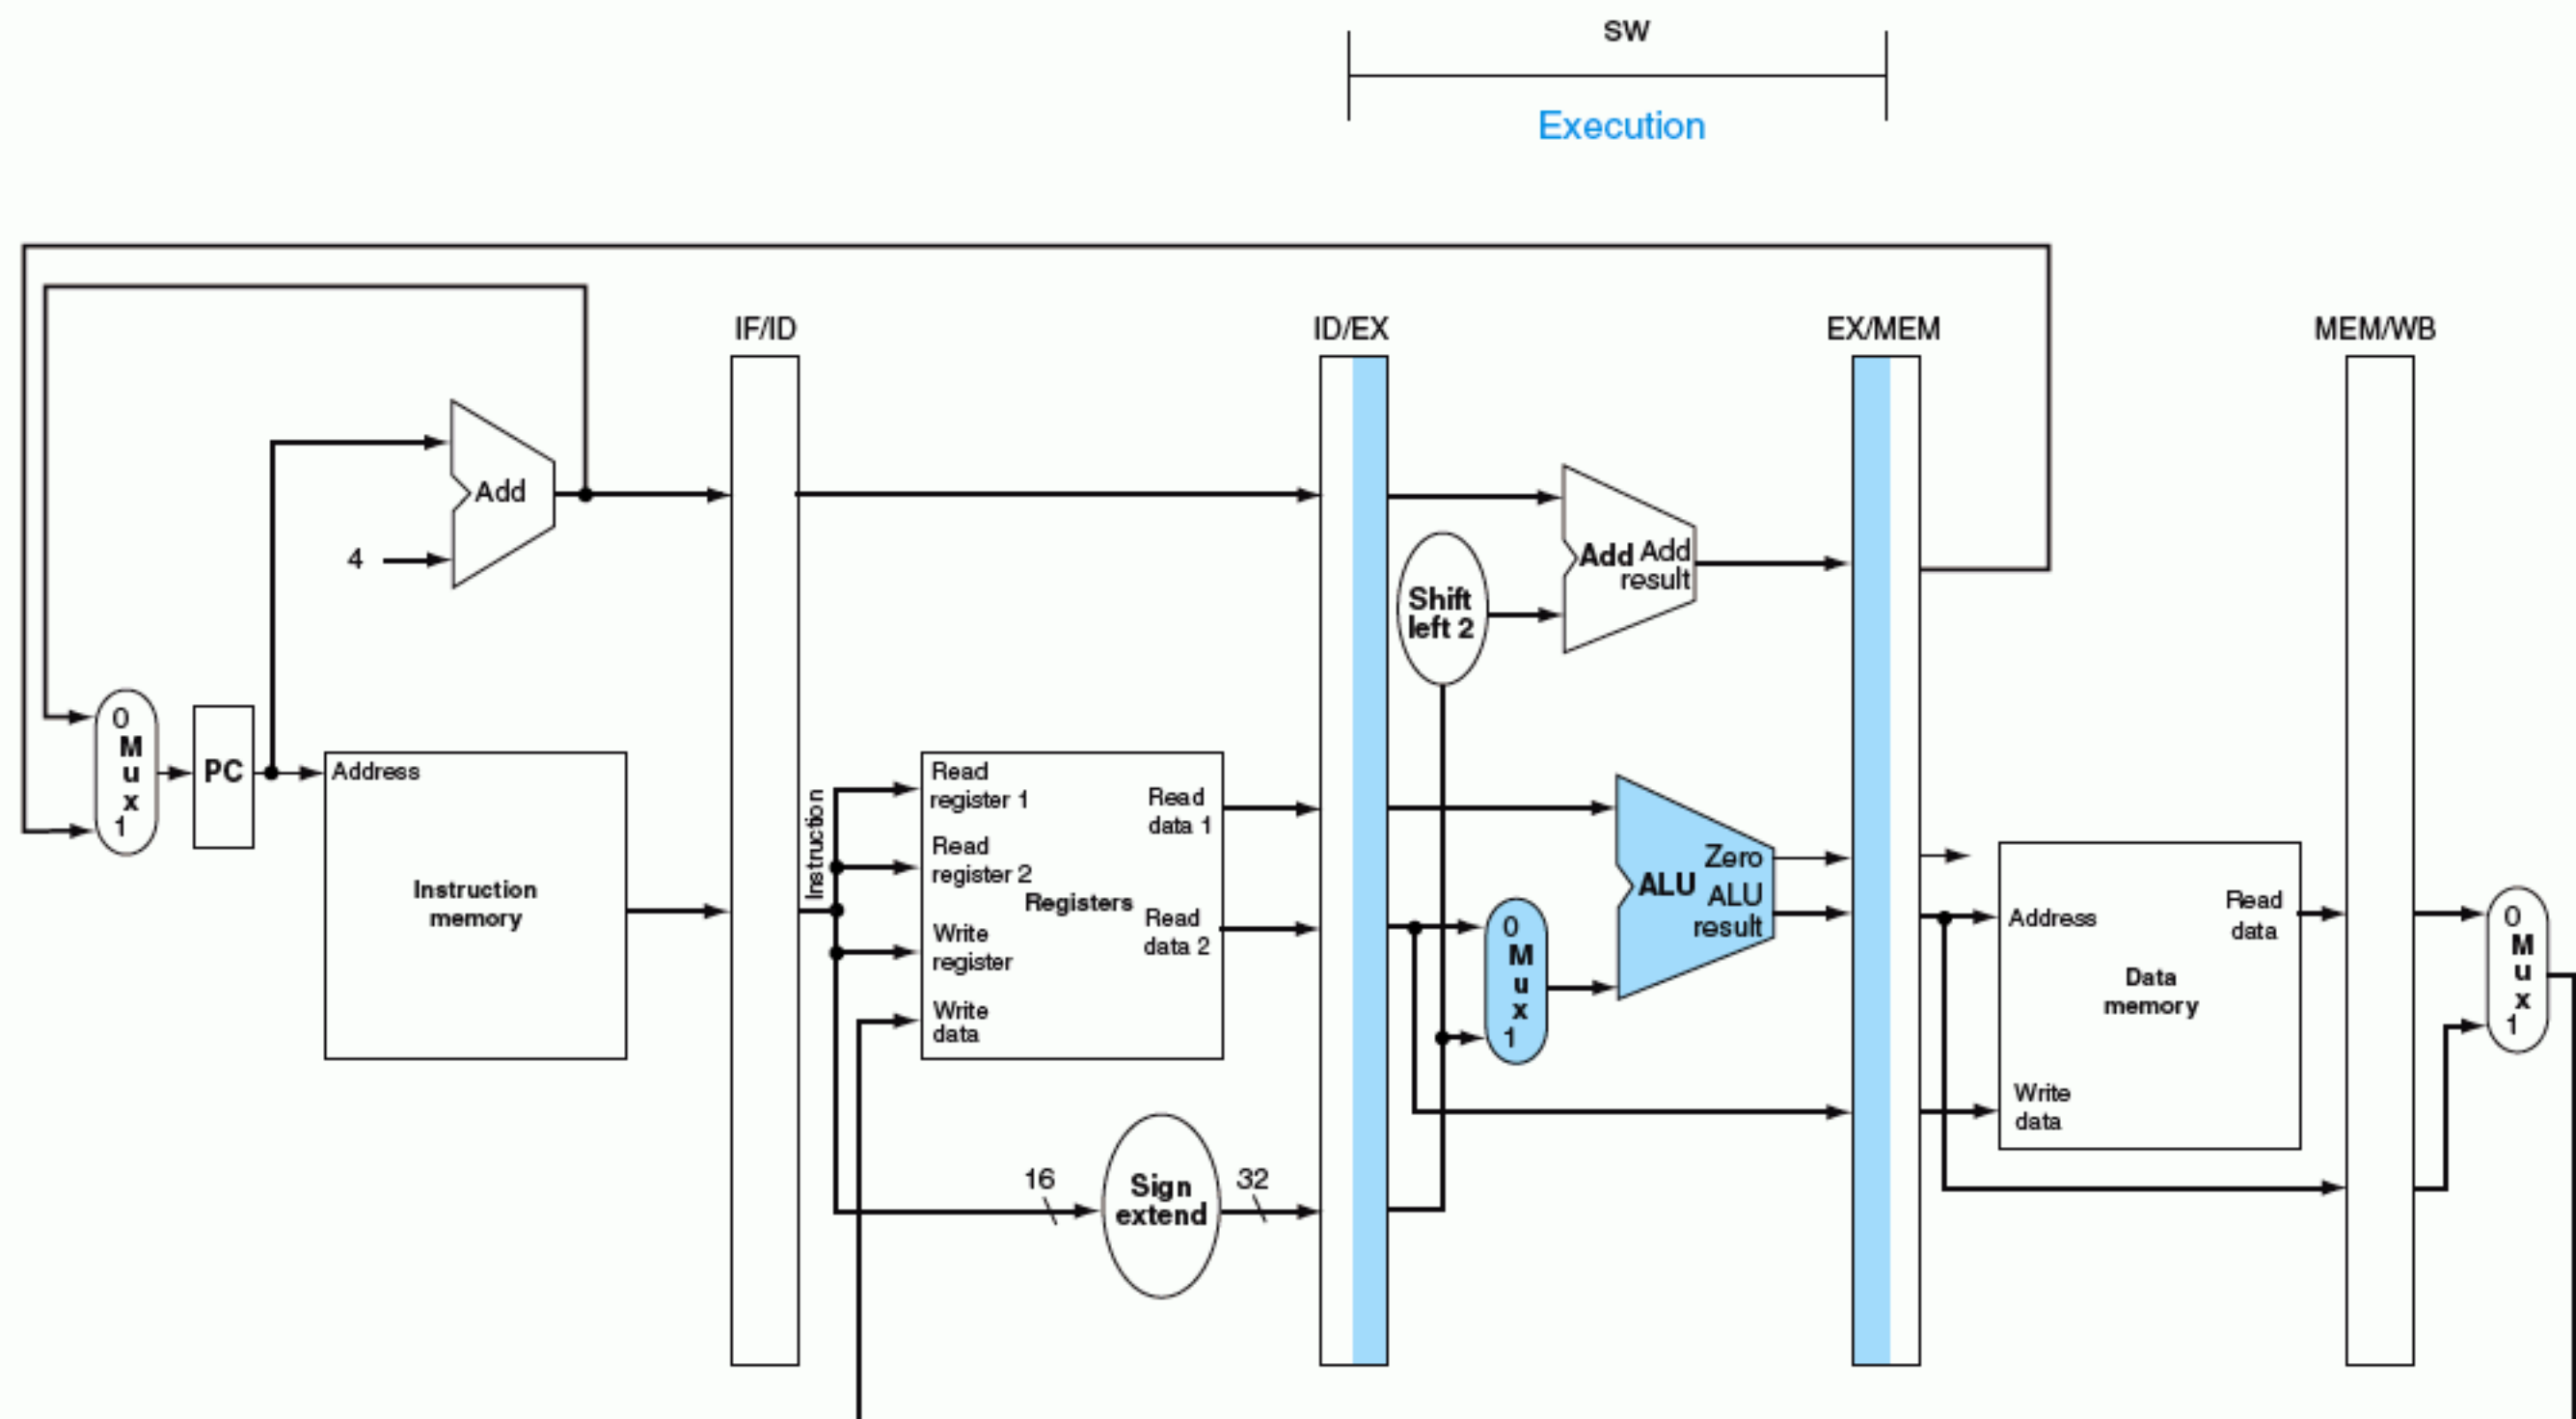 SW
Execution
IF/ID
ID/EX
EX/MEM
MEM/WB
Add
4
Add Add
result
Shift
left 2
0
M
u
x
1
PC
Address
Instruction
memory
Instruction
Read
register 1
Read
register 2
Write
register
Write
data
Registers
Read
data 1
Read
data 2
16
Sign
extend
32
0
M
u
x
1
Zero
ALU
ALU
result
Address
Read
data
Data
memory
Write
data
0
M
u
x
1